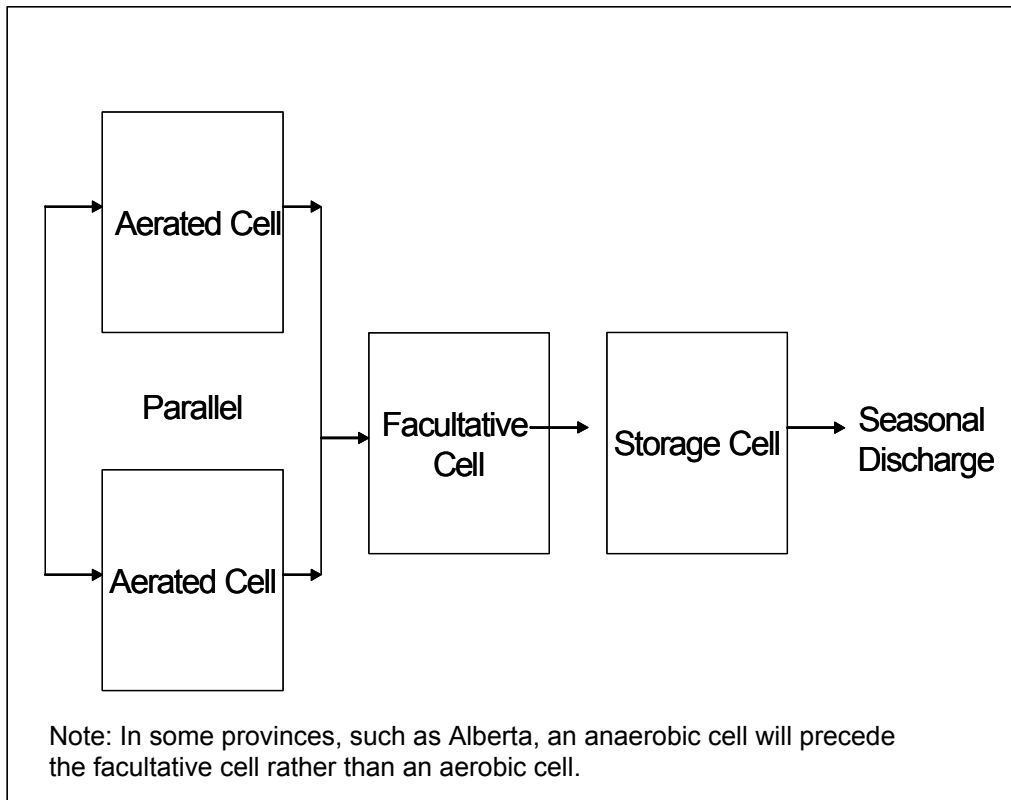 Aerated Cell
Parallel
Aerated Cell
Facultative
Cell
Storage Cell
Seasonal
Discharge
Note: In some provinces, such as Alberta, an anaerobic cell will precede
the facultative cell rather than an aerobic cell.